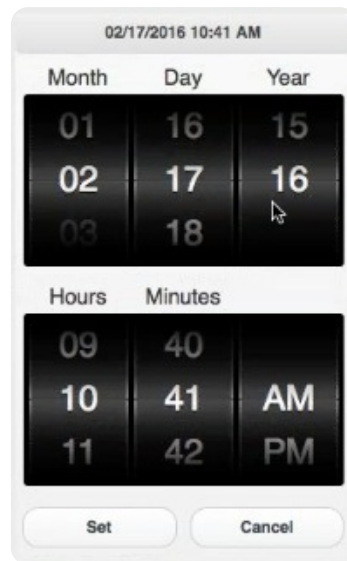 02/17/2016 10:41 AM
Month Day Year
01 16 15
02 17 16
03 18
Hours Minutes
09 40
10 41 AM
11 42 PM
Set Cancel